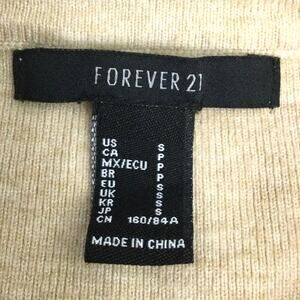 FOREVER 21
US S
CA P
MX/ECU P
BR P
EU S
UK S
KR S
JP S
CN 160/84A
MADE IN CHINA